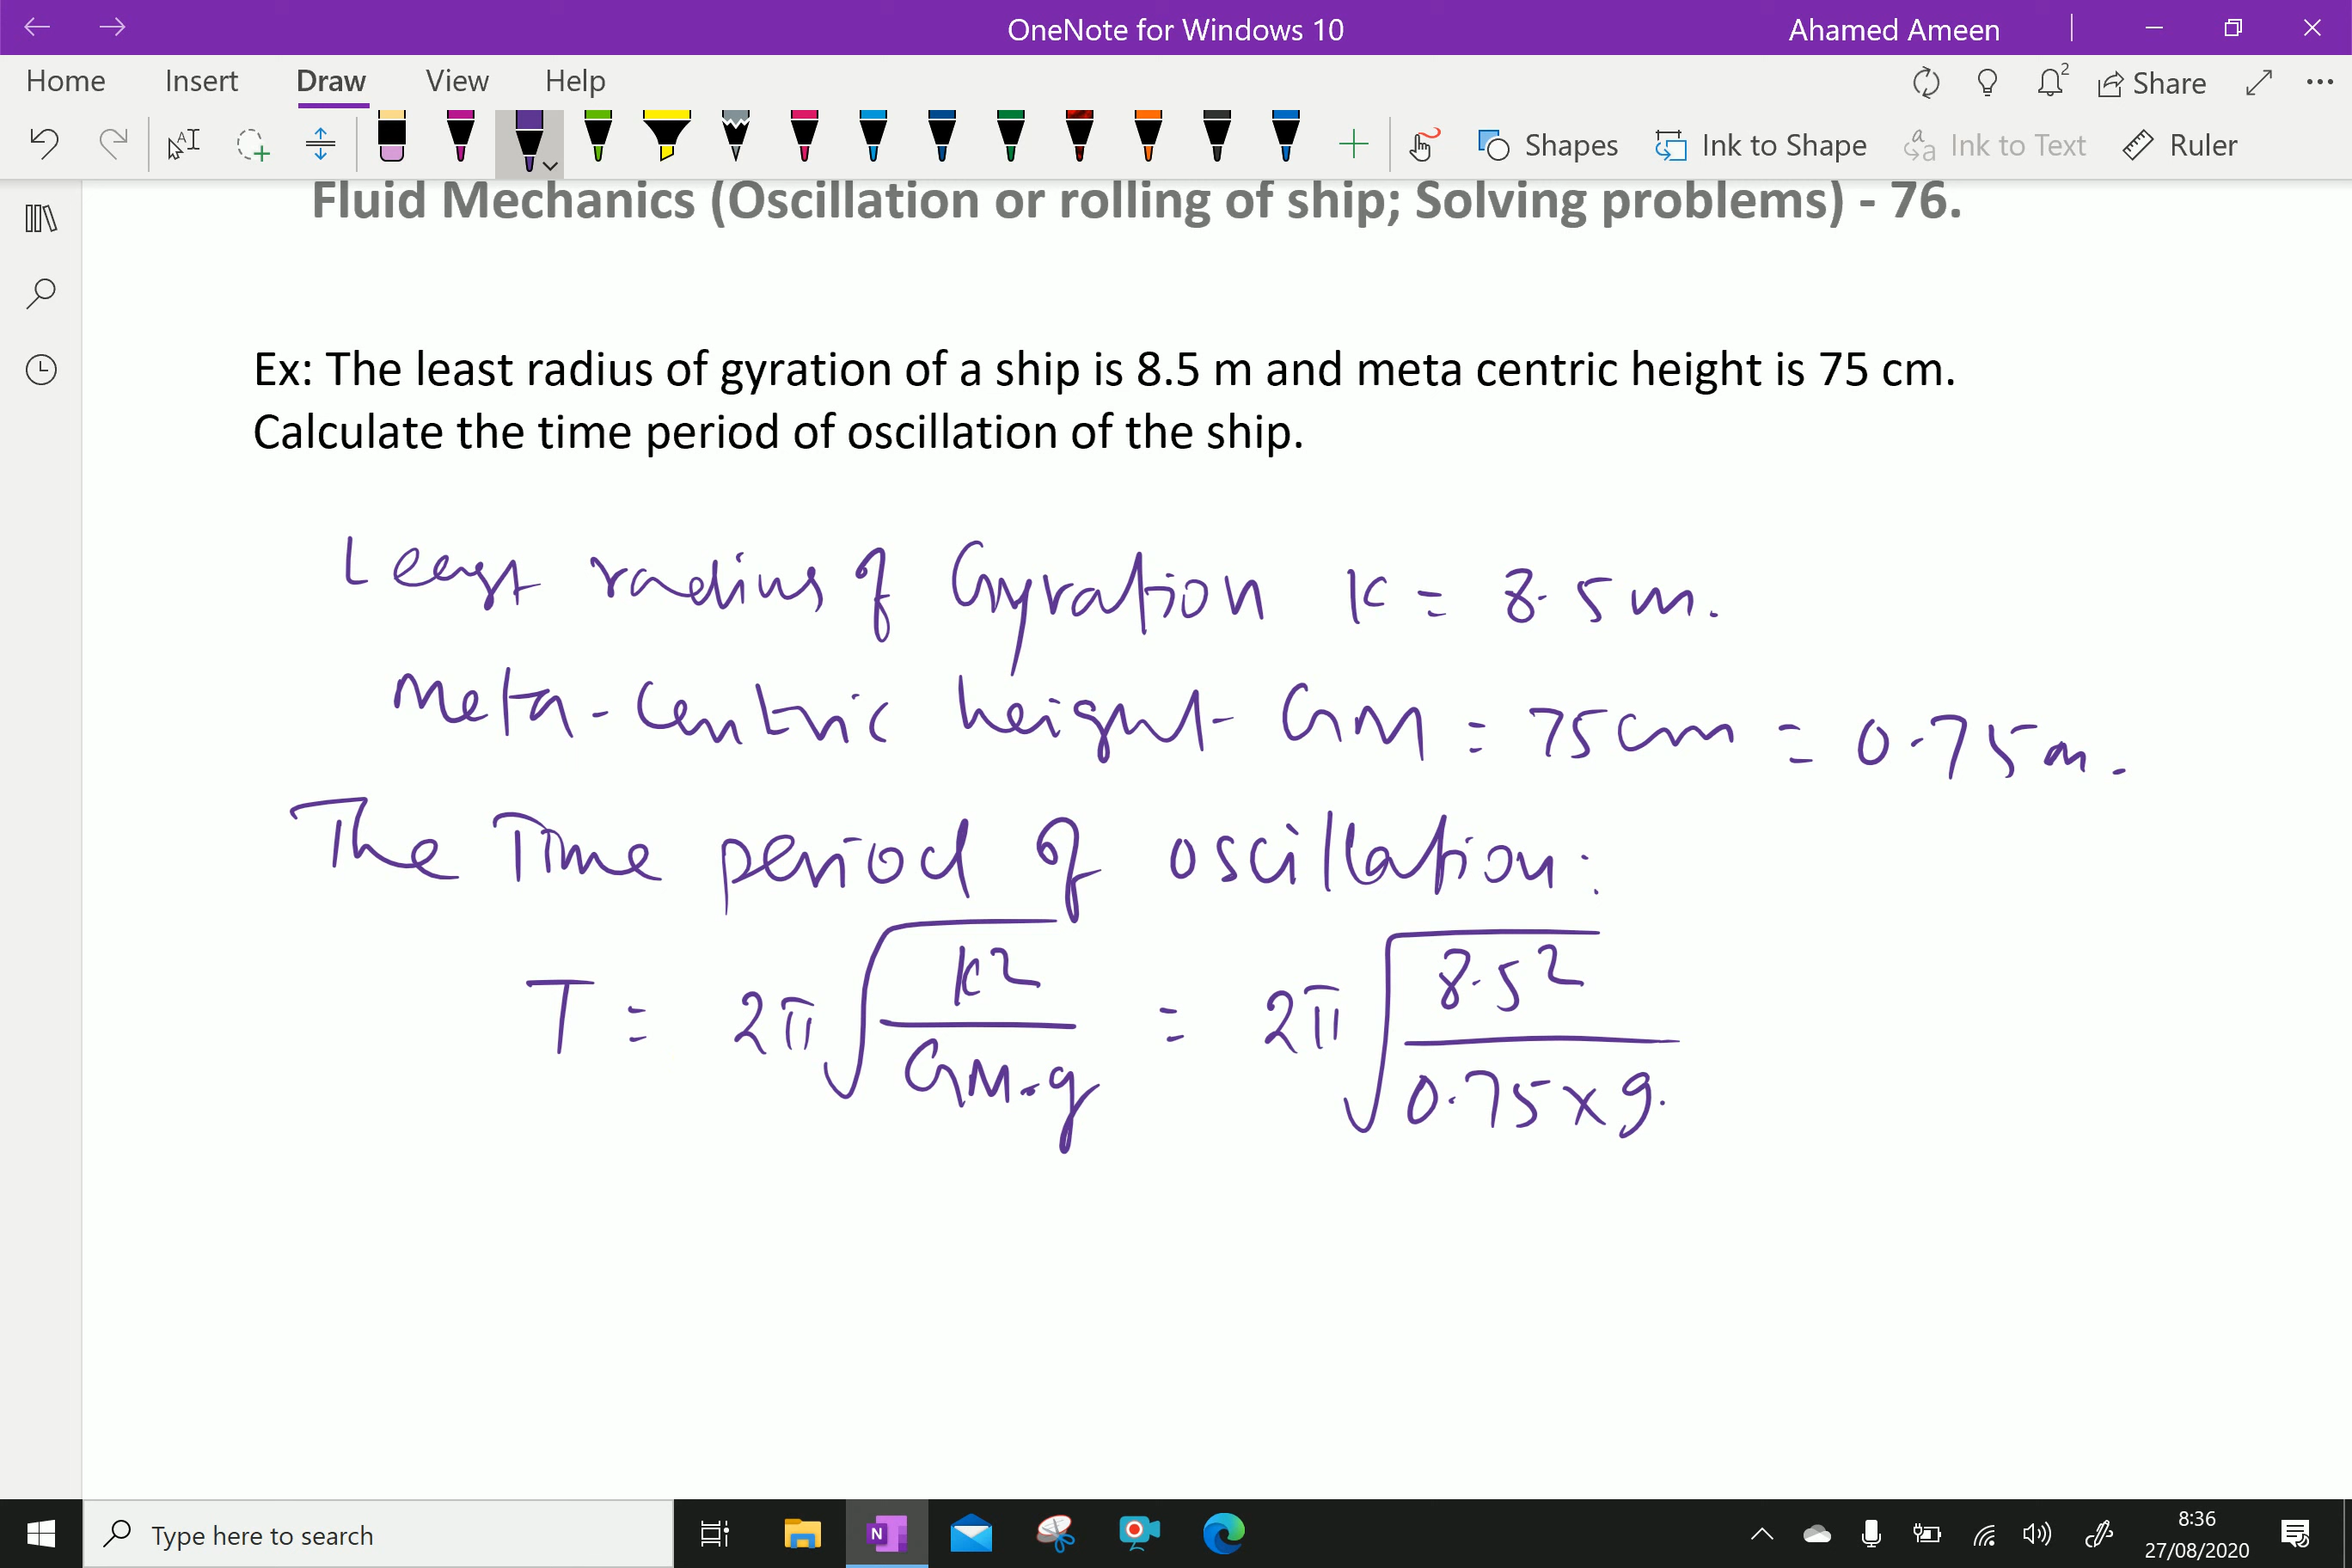 OneNote for Windows 10
Ahamed Ameen
Home Insert Draw View Help
2 Share
Shapes Ink to Shape Ink to Text Ruler
Fluid Mechanics (Oscillation or rolling of ship; Solving problems) - 76.
Ex: The least radius of gyration of a ship is 8.5 m and meta centric height is 75 cm.
Calculate the time period of oscillation of the ship.
Least radius of Gyration K = 8.5 m.
Meta-Centric height GM = 75 cm = 0.75 m.
The Time period of oscillation:
T = 2π√(k²/(GM.g)) = 2π√(8.5²/(0.75×g.))
Type here to search
8:36
27/08/2020